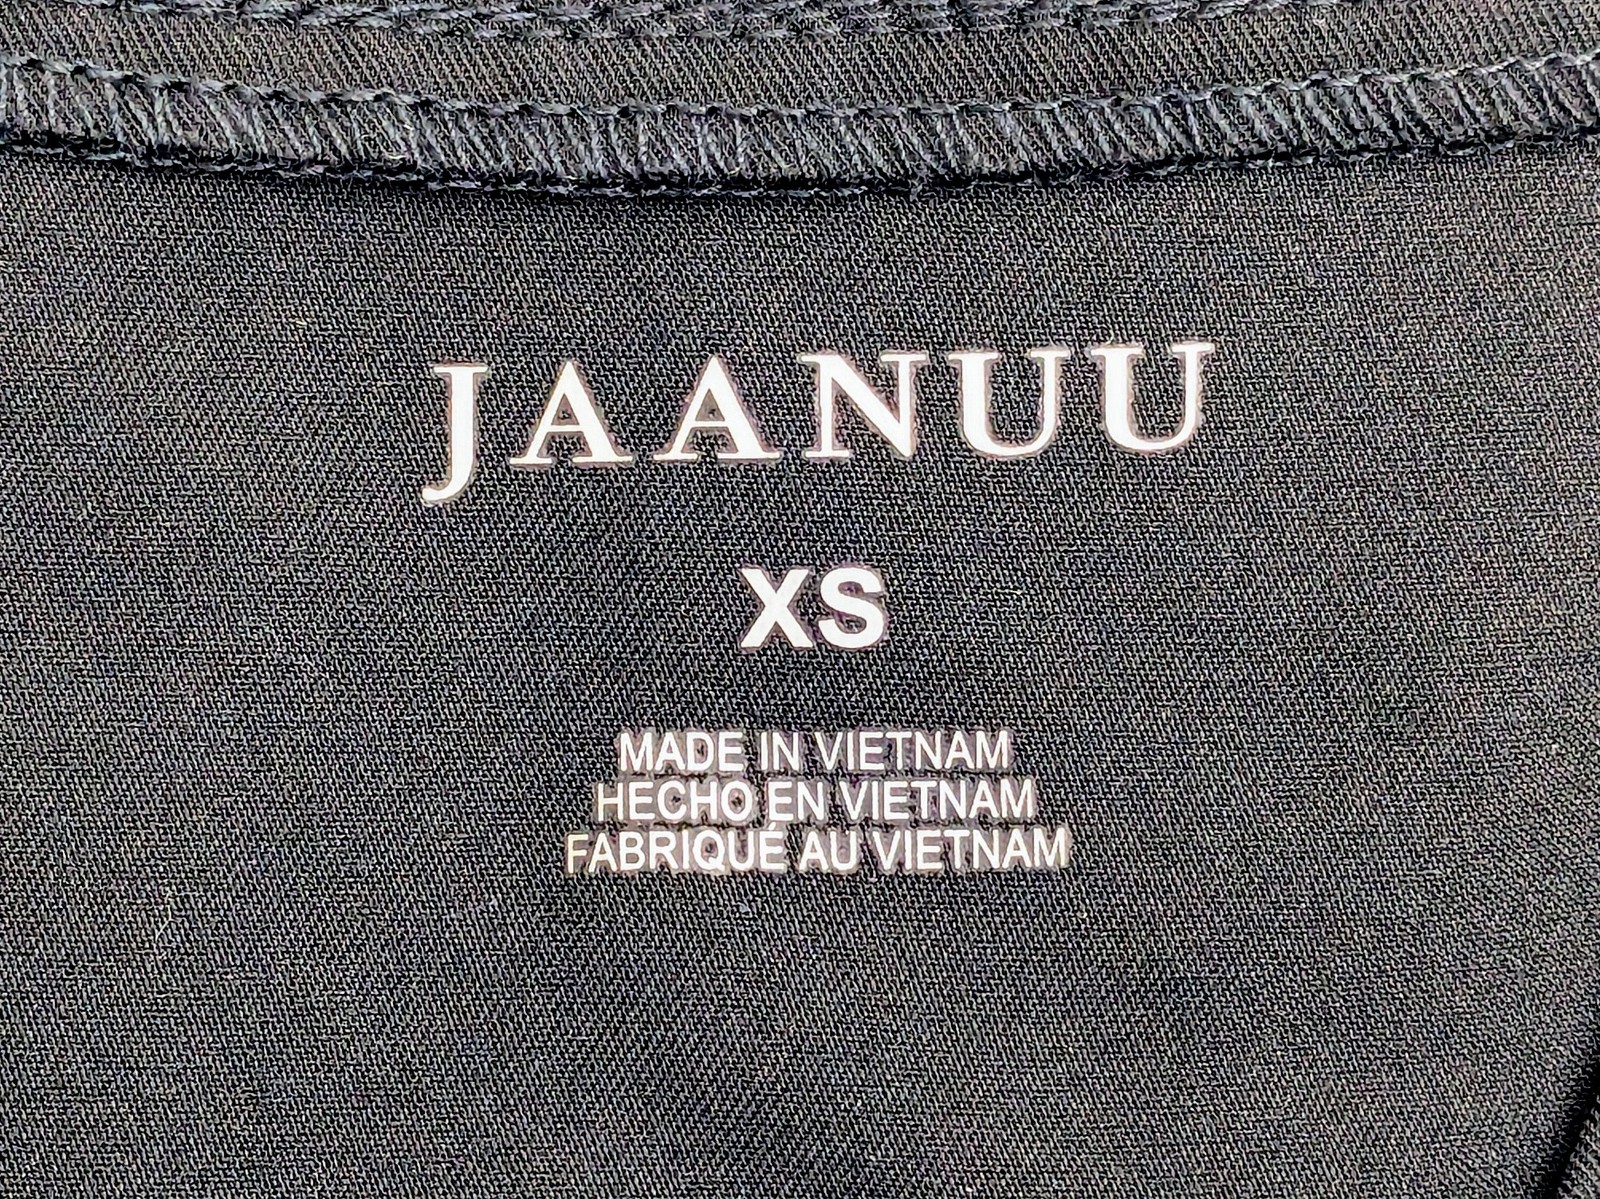 JAANUU
XS
MADE IN VIETNAM
HECHO EN VIETNAM
FABRIQUÉ AU VIETNAM